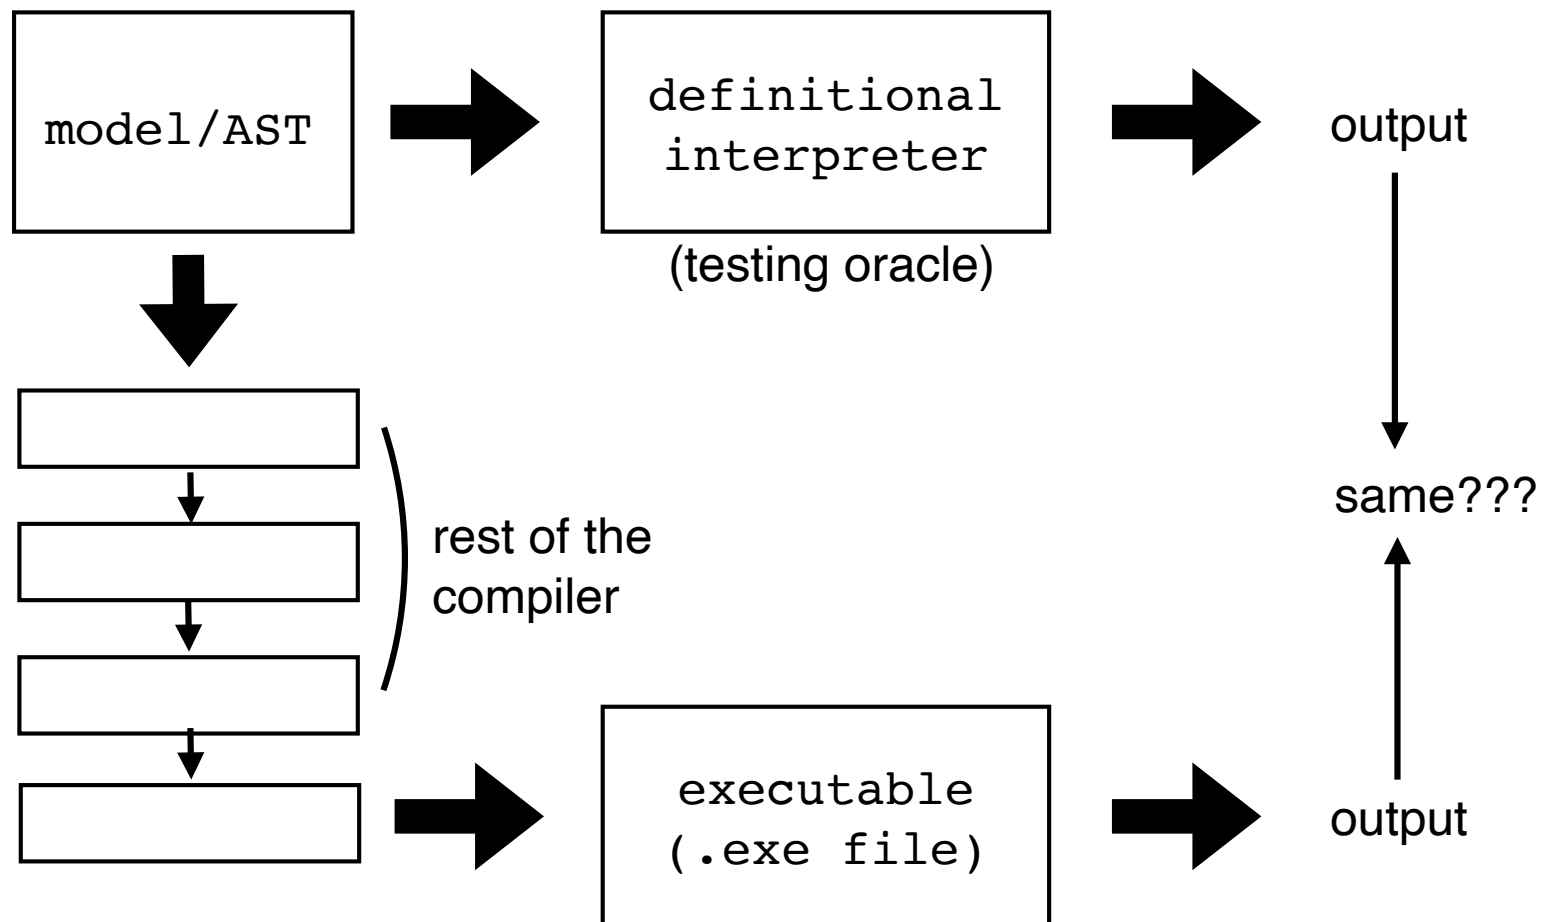 model/AST
definitional
interpreter
(testing oracle)
output
same???
rest of the
compiler
executable
(.exe file)
output